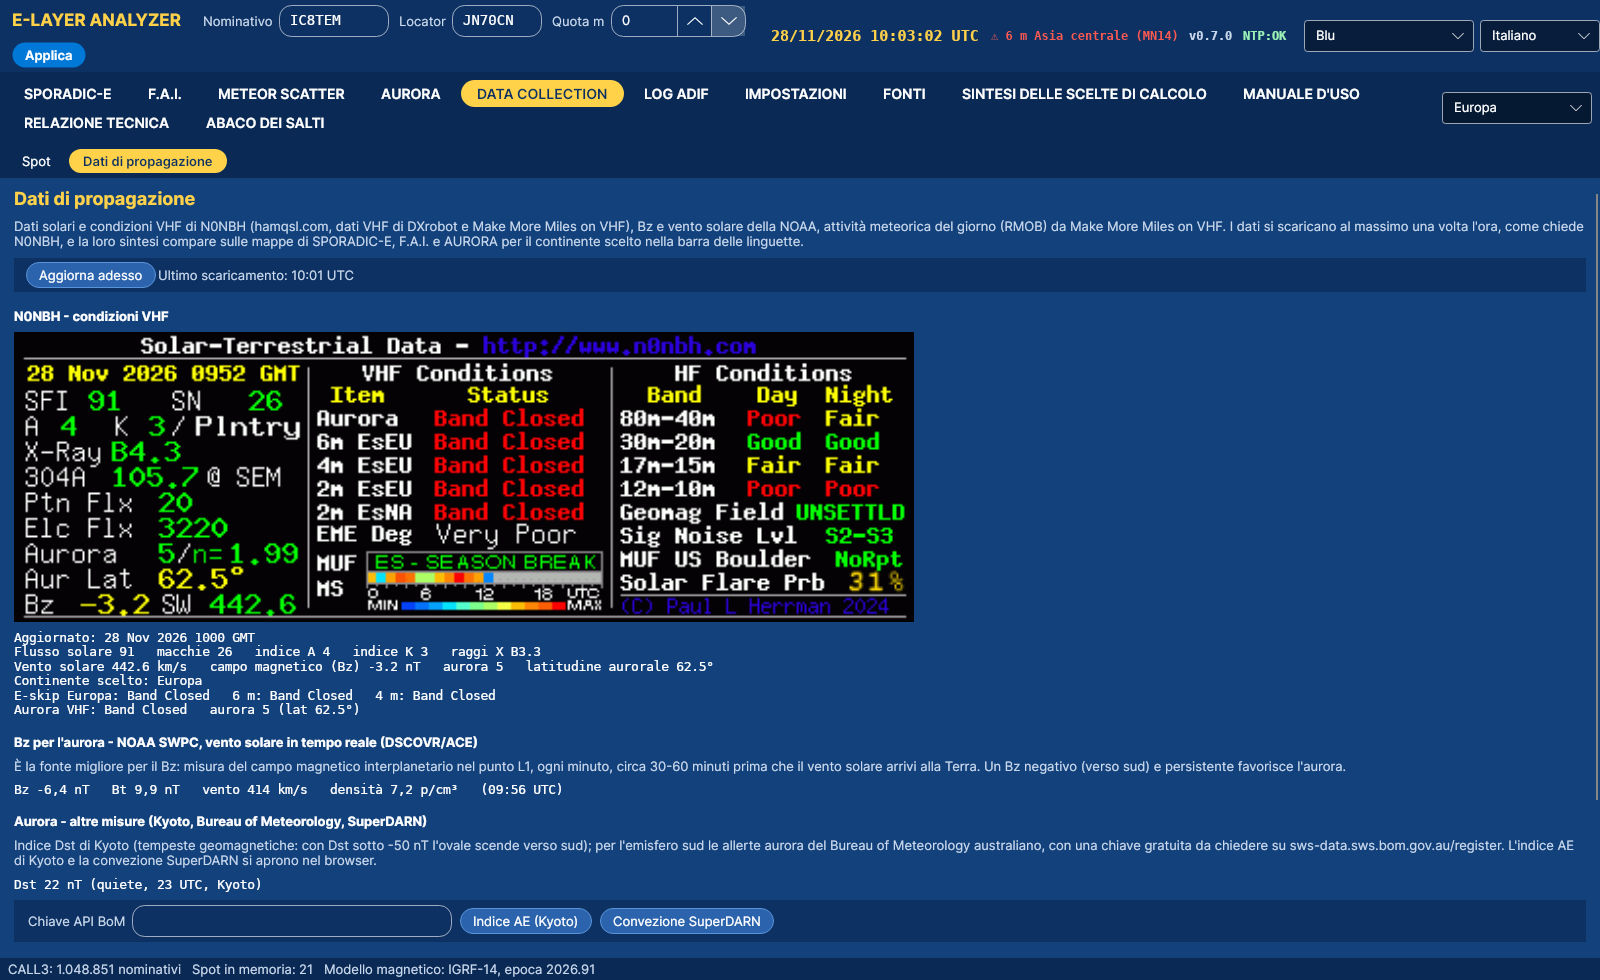 E-LAYER ANALYZER Nominativo IC8TEM Locator JN70CN Quota m 0 28/11/2026 10:03:02 UTC ⚠ 6 m Asia centrale (MN14) v0.7.0 NTP:OK Blu Italiano
Applica
SPORADIC-E F.A.I. METEOR SCATTER AURORA DATA COLLECTION LOG ADIF IMPOSTAZIONI FONTI SINTESI DELLE SCELTE DI CALCOLO MANUALE D'USO
RELAZIONE TECNICA ABACO DEI SALTI
Europa
Spot Dati di propagazione
Dati di propagazione
Dati solari e condizioni VHF di N0NBH (hamqsl.com, dati VHF di DXrobot e Make More Miles on VHF), Bz e vento solare della NOAA, attività meteorica del giorno (RMOB) da Make More Miles on VHF. I dati si scaricano al massimo una volta l'ora, come chiede
N0NBH, e la loro sintesi compare sulle mappe di SPORADIC-E, F.A.I. e AURORA per il continente scelto nella barra delle linguette.
Aggiorna adesso Ultimo scaricamento: 10:01 UTC
N0NBH - condizioni VHF
Solar-Terrestrial Data - http://www.n0nbh.com
28 Nov 2026 0952 GMT
SFI 91 SN 26
A 4 K 3/Plntry
X-Ray B4.3
304A 105.7 @ SEM
Ptn Flx 20
Elc Flx 3220
Aurora 5/n=1.99
Aur Lat 62.5°
Bz -3.2 SW 442.6
VHF Conditions
Item Status
Aurora Band Closed
6m EsEU Band Closed
4m EsEU Band Closed
2m EsEU Band Closed
2m EsNA Band Closed
EME Deg Very Poor
MUF ES - SEASON BREAK
MS
0 6 12 18 UTC
MIN MAX
HF Conditions
Band Day Night
80m-40m Poor Fair
30m-20m Good Good
17m-15m Fair Fair
12m-10m Poor Poor
Geomag Field UNSETTLD
Sig Noise Lvl S2-S3
MUF US Boulder NoRpt
Solar Flare Prb 31%
(C) Paul L Herrman 2024
Aggiornato: 28 Nov 2026 1000 GMT
Flusso solare 91 macchie 26 indice A 4 indice K 3 raggi X B3.3
Vento solare 442.6 km/s campo magnetico (Bz) -3.2 nT aurora 5 latitudine aurorale 62.5°
Continente scelto: Europa
E-skip Europa: Band Closed 6 m: Band Closed 4 m: Band Closed
Aurora VHF: Band Closed aurora 5 (lat 62.5°)
Bz per l'aurora - NOAA SWPC, vento solare in tempo reale (DSCOVR/ACE)
È la fonte migliore per il Bz: misura del campo magnetico interplanetario nel punto L1, ogni minuto, circa 30-60 minuti prima che il vento solare arrivi alla Terra. Un Bz negativo (verso sud) e persistente favorisce l'aurora.
Bz -6,4 nT Bt 9,9 nT vento 414 km/s densità 7,2 p/cm³ (09:56 UTC)
Aurora - altre misure (Kyoto, Bureau of Meteorology, SuperDARN)
Indice Dst di Kyoto (tempeste geomagnetiche: con Dst sotto -50 nT l'ovale scende verso sud); per l'emisfero sud le allerte aurora del Bureau of Meteorology australiano, con una chiave gratuita da chiedere su sws-data.sws.bom.gov.au/register. L'indice AE
di Kyoto e la convezione SuperDARN si aprono nel browser.
Dst 22 nT (quiete, 23 UTC, Kyoto)
Chiave API BoM Indice AE (Kyoto) Convezione SuperDARN
CALL3: 1.048.851 nominativi Spot in memoria: 21 Modello magnetico: IGRF-14, epoca 2026.91